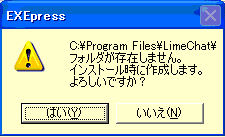 EXEpress
C:¥Program Files¥LimeChat¥
フォルダが存在しません。
インストール時に作成します。
よろしいですか？
はい(Y)
いいえ(N)